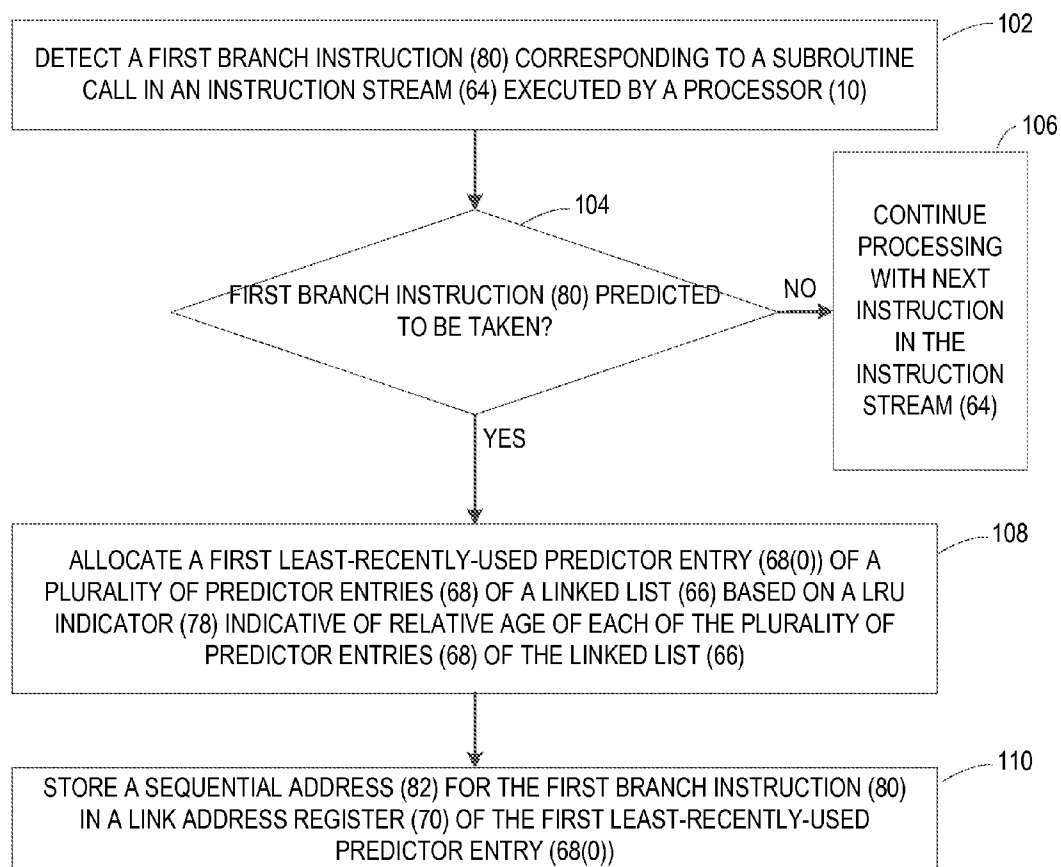 102
DETECT A FIRST BRANCH INSTRUCTION (80) CORRESPONDING TO A SUBROUTINE
CALL IN AN INSTRUCTION STREAM (64) EXECUTED BY A PROCESSOR (10)
104
FIRST BRANCH INSTRUCTION (80) PREDICTED
TO BE TAKEN?
NO
106
CONTINUE
PROCESSING
WITH NEXT
INSTRUCTION
IN THE
INSTRUCTION
STREAM (64)
YES
108
ALLOCATE A FIRST LEAST-RECENTLY-USED PREDICTOR ENTRY (68(0)) OF A
PLURALITY OF PREDICTOR ENTRIES (68) OF A LINKED LIST (66) BASED ON A LRU
INDICATOR (78) INDICATIVE OF RELATIVE AGE OF EACH OF THE PLURALITY OF
PREDICTOR ENTRIES (68) OF THE LINKED LIST (66)
110
STORE A SEQUENTIAL ADDRESS (82) FOR THE FIRST BRANCH INSTRUCTION (80)
IN A LINK ADDRESS REGISTER (70) OF THE FIRST LEAST-RECENTLY-USED
PREDICTOR ENTRY (68(0))